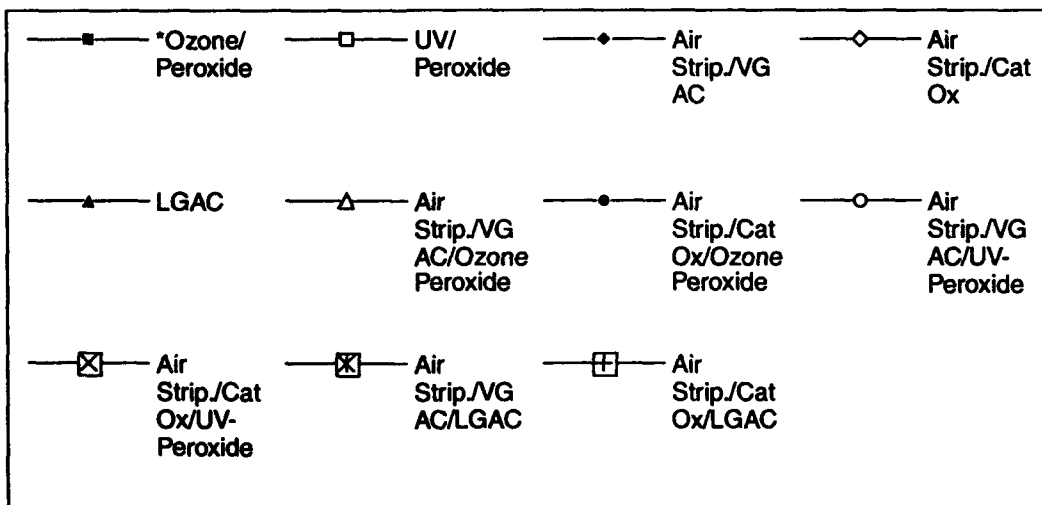 *Ozone/
Peroxide
UV/
Peroxide
Air
Strip./VG
AC
Air
Strip./Cat
Ox
LGAC
Air
Strip./VG
AC/Ozone
Peroxide
Air
Strip./Cat
Ox/Ozone
Peroxide
Air
Strip./VG
AC/UV-
Peroxide
Air
Strip./Cat
Ox/UV-
Peroxide
Air
Strip./VG
AC/LGAC
Air
Strip./Cat
Ox/LGAC